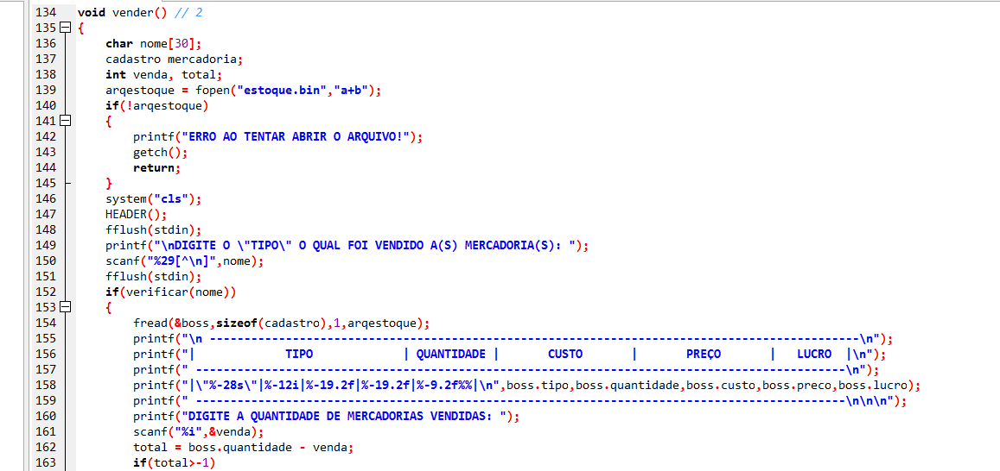 134 void vender() // 2
135 {
136 char nome[30];
137 cadastro mercadoria;
138 int venda, total;
139 arqestoque = fopen("estoque.bin","a+b");
140 if(!arqestoque)
141 {
142 printf("ERRO AO TENTAR ABRIR O ARQUIVO!");
143 getch();
144 return;
145 }
146 system("cls");
147 HEADER();
148 fflush(stdin);
149 printf("\nDIGITE O \"TIPO\" O QUAL FOI VENDIDO A(S) MERCADORIA(S): ");
150 scanf("%29[^\n]",nome);
151 fflush(stdin);
152 if(verificar(nome))
153 {
154 fread(&boss,sizeof(cadastro),1,arqestoque);
155 printf("\n ----------------------------------------------------------------------------------------------\n");
156 printf("|             TIPO             | QUANTIDADE |       CUSTO       |       PREÇO       |   LUCRO  |\n");
157 printf(" ----------------------------------------------------------------------------------------------\n");
158 printf("|\"%-28s\"|%-12i|%-19.2f|%-19.2f|%-9.2f%%|\n",boss.tipo,boss.quantidade,boss.custo,boss.preco,boss.lucro);
159 printf(" ----------------------------------------------------------------------------------------------\n\n\n");
160 printf("DIGITE A QUANTIDADE DE MERCADORIAS VENDIDAS: ");
161 scanf("%i",&venda);
162 total = boss.quantidade - venda;
163 if(total>-1)